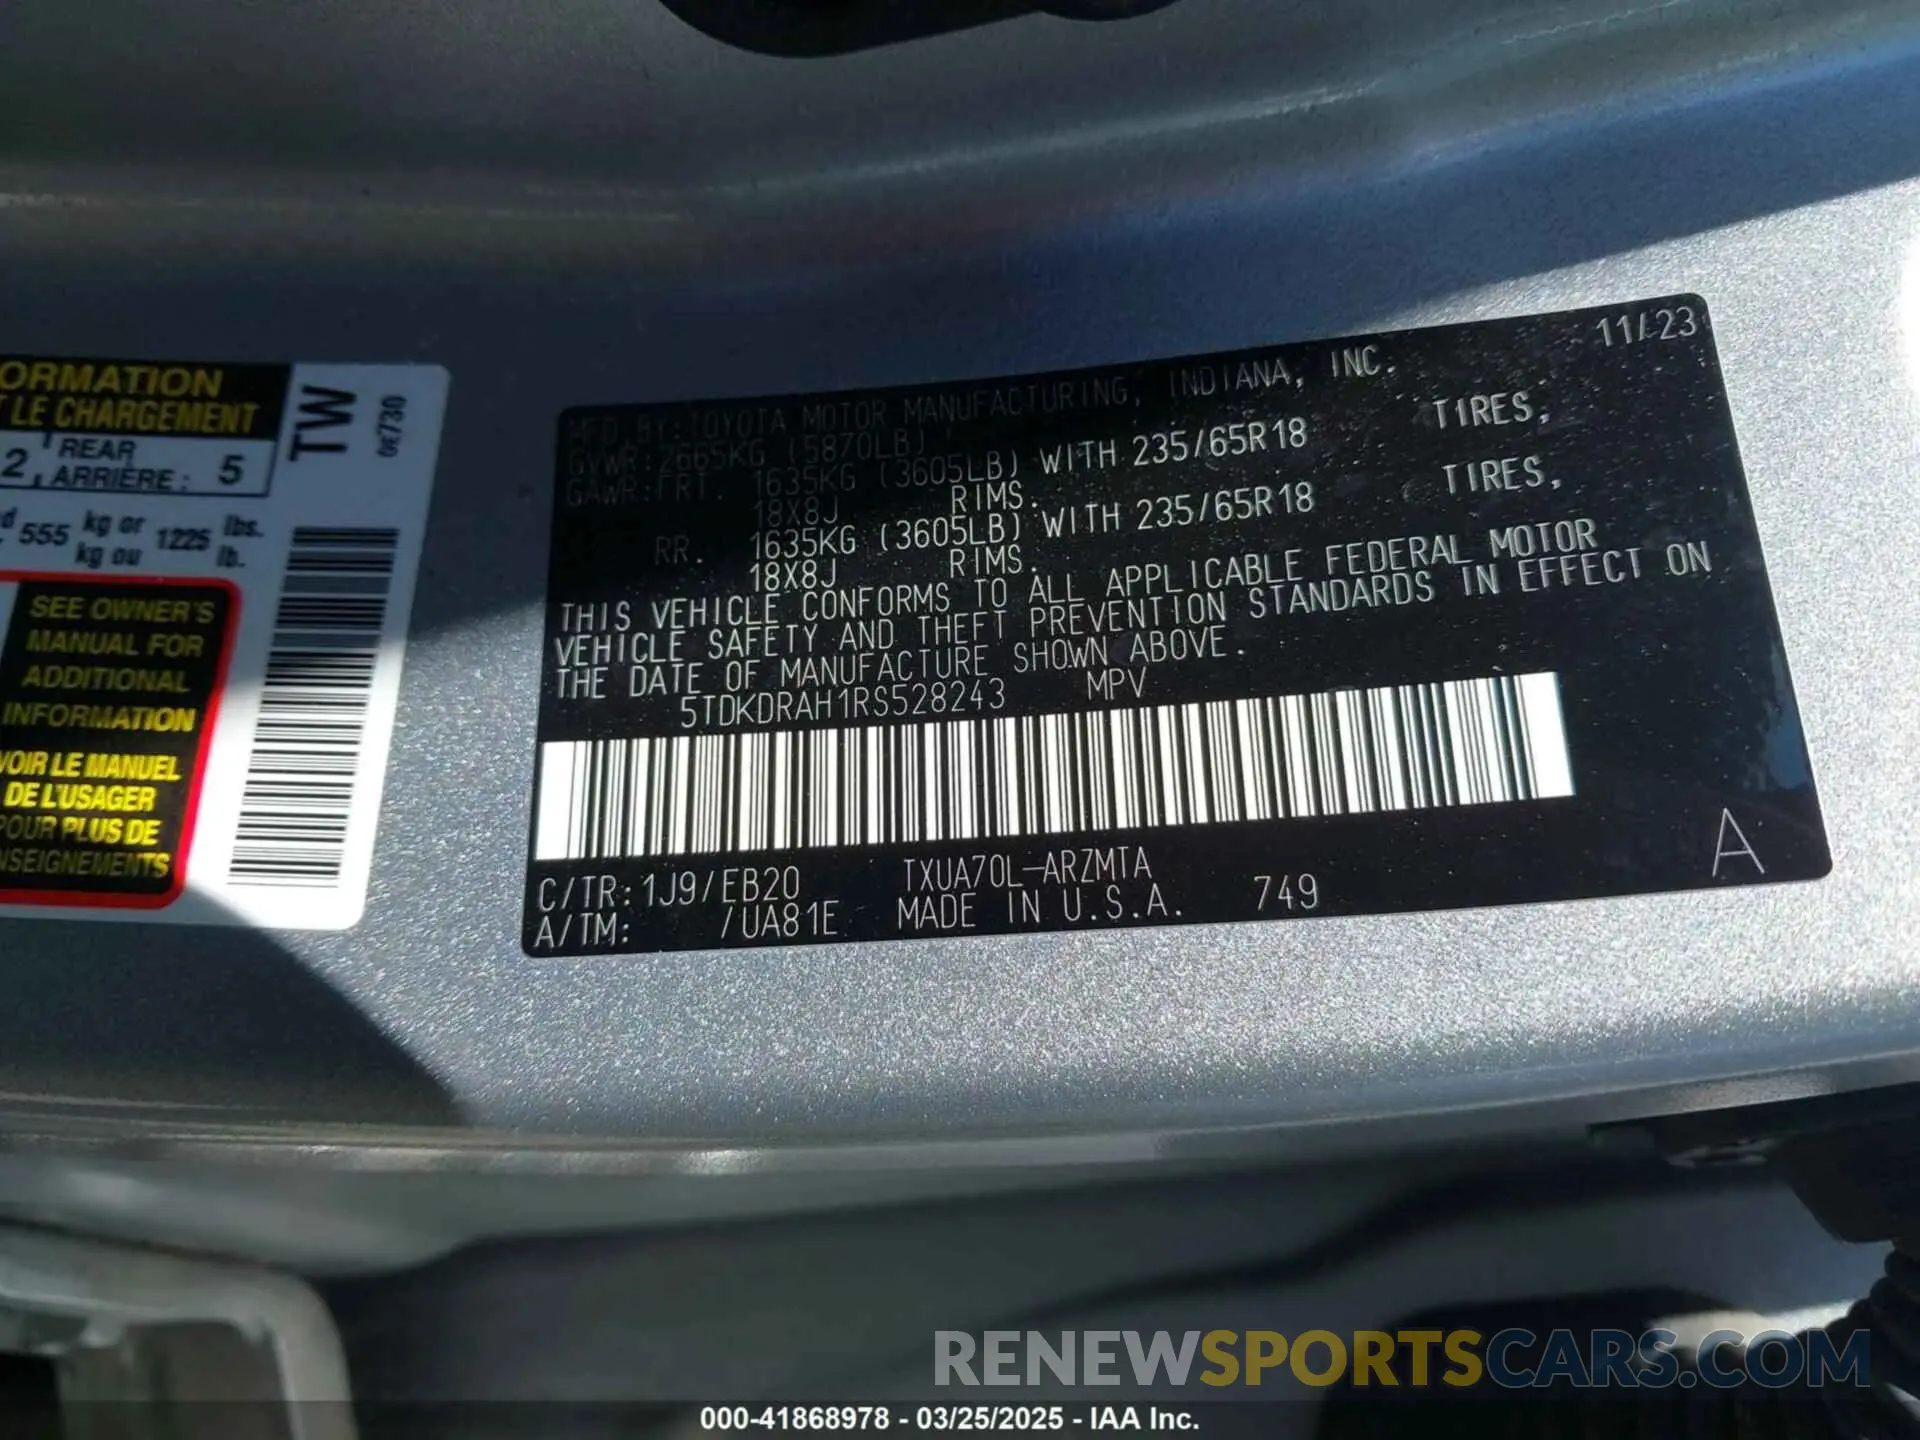 ORMATION
LE CHARGEMENT
2 REAR
ARRIÈRE: 5
555 kg or 1225 lbs.
kg ou lb.
TW
0E730
SEE OWNER'S
MANUAL FOR
ADDITIONAL
INFORMATION
VOIR LE MANUEL
DE L'USAGER
POUR PLUS DE
NSEIGNEMENTS
11/23
MFD BY: TOYOTA MOTOR MANUFACTURING, INDIANA, INC.
GVWR: 2665KG (5870LB)
GAWR: FRT. 1635KG (3605LB) WITH 235/65R18 TIRES,
18X8J RIMS.
RR. 1635KG (3605LB) WITH 235/65R18 TIRES,
18X8J RIMS.
THIS VEHICLE CONFORMS TO ALL APPLICABLE FEDERAL MOTOR
VEHICLE SAFETY AND THEFT PREVENTION STANDARDS IN EFFECT ON
THE DATE OF MANUFACTURE SHOWN ABOVE.
5TDKDRAH1RS528243 MPV
C/TR: 1J9/EB20 TXUA70L-ARZMTA
A/TM: /UA81E MADE IN U.S.A. 749 A
RENEWSPORTSCARS.COM
000-41868978 - 03/25/2025 - IAA Inc.